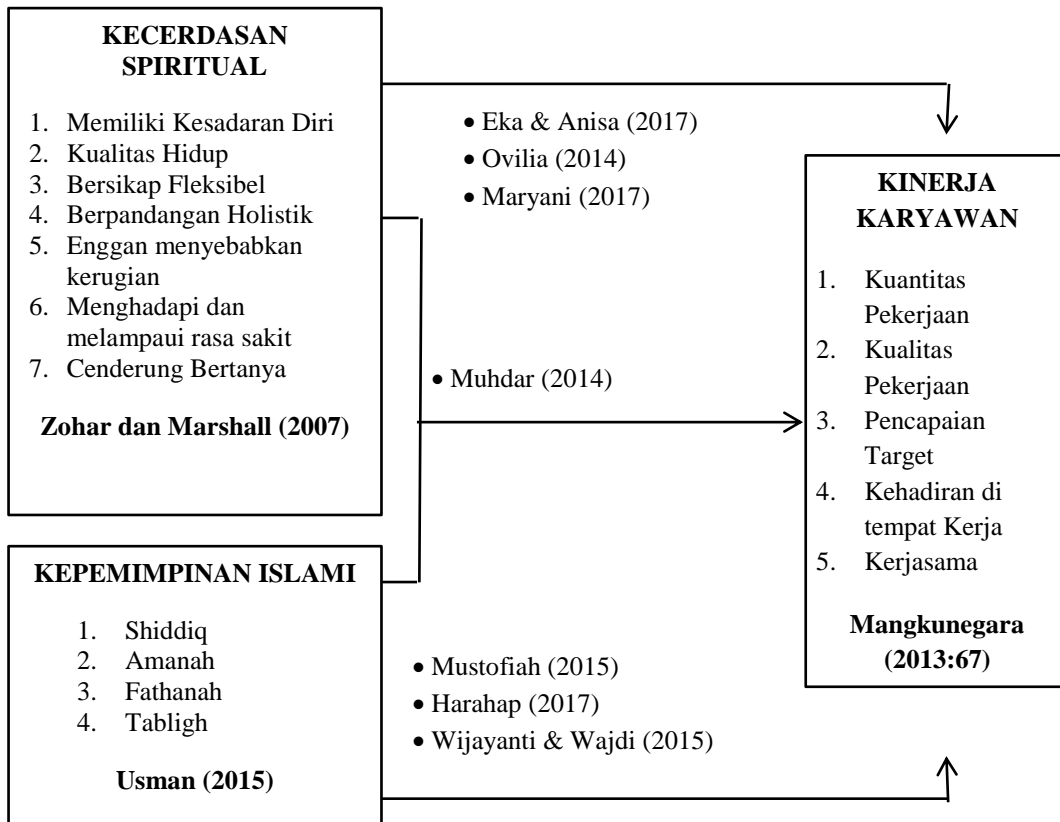 KECERDASAN
SPIRITUAL
1. Memiliki Kesadaran Diri
2. Kualitas Hidup
3. Bersikap Fleksibel
4. Berpandangan Holistik
5. Enggan menyebabkan
kerugian
6. Menghadapi dan
melampaui rasa sakit
7. Cenderung Bertanya
Zohar dan Marshall (2007)
• Eka & Anisa (2017)
• Ovilia (2014)
• Maryani (2017)
• Muhdar (2014)
KEPEMIMPINAN ISLAMI
1. Shiddiq
2. Amanah
3. Fathanah
4. Tabligh
Usman (2015)
• Mustofiah (2015)
• Harahap (2017)
• Wijayanti & Wajdi (2015)
KINERJA
KARYAWAN
1. Kuantitas
Pekerjaan
2. Kualitas
Pekerjaan
3. Pencapaian
Target
4. Kehadiran di
tempat Kerja
5. Kerjasama
Mangkunegara
(2013:67)